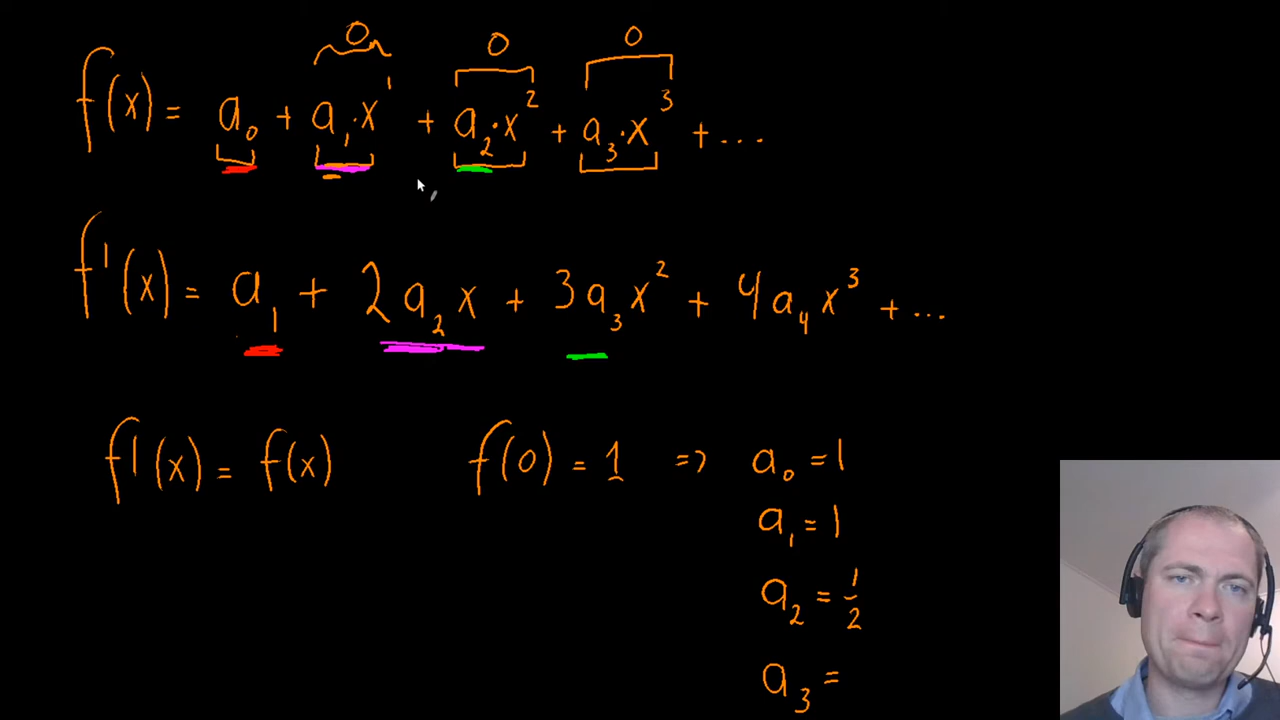 0 0 0
f(x) = a₀ + a₁·x¹ + a₂·x² + a₃·x³ + ...
f'(x) = a₁ + 2a₂x + 3a₃x² + 4a₄x³ + ...
f'(x) = f(x) f(0) = 1 => a₀ = 1
a₁ = 1
a₂ = 1/2
a₃ =